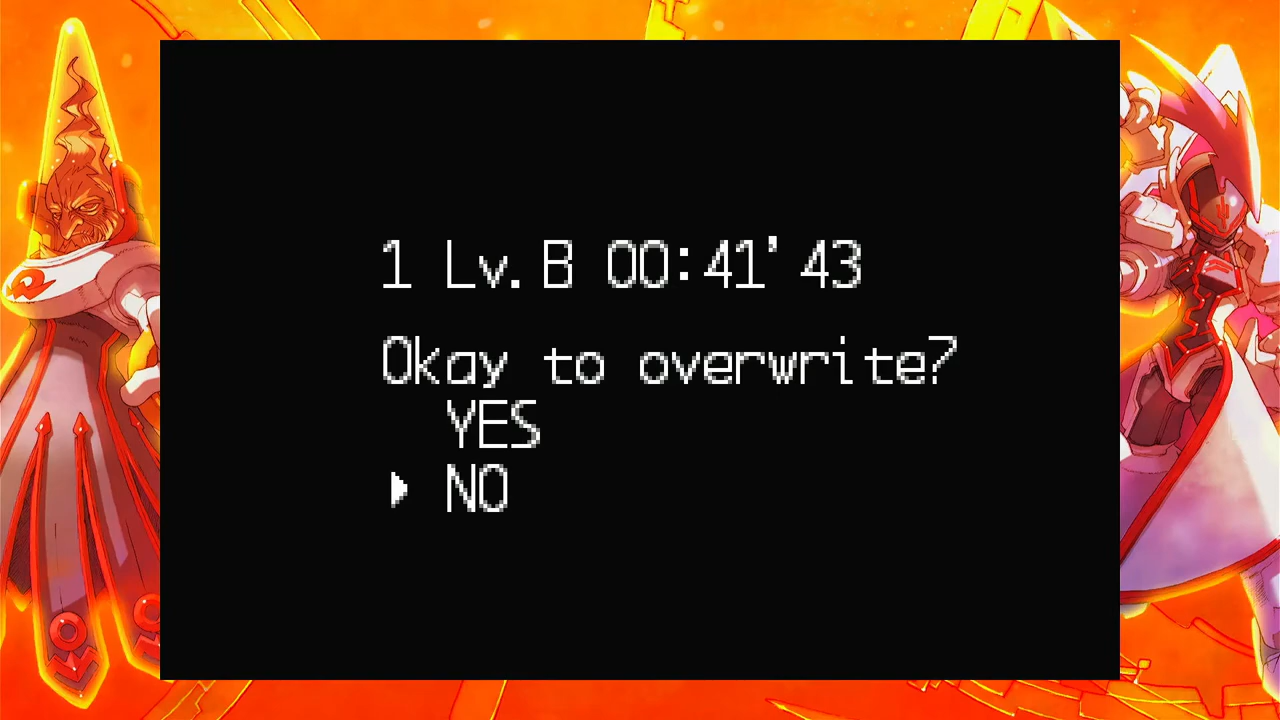 1 Lv.B 00:41'43
Okay to overwrite?
YES
NO